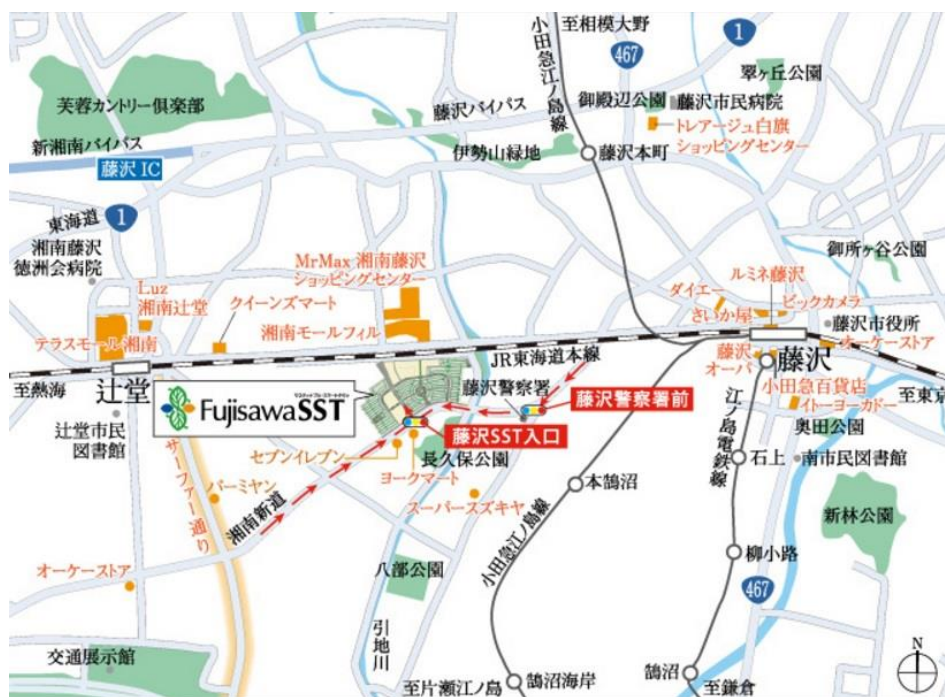 至相模大野
小田急江ノ島線
467
1
翠ヶ丘公園
芙蓉カントリー倶楽部
藤沢バイパス
御殿辺公園
藤沢市民病院
トレアージュ白旗
ショッピングセンター
新湘南バイパス
藤沢 IC
伊勢山緑地
藤沢本町
東海道
1
湘南藤沢
徳洲会病院
御所ヶ谷公園
MrMax 湘南藤沢
ショッピングセンター
Luz
湘南辻堂
クイーンズマート
湘南モールフィル
テラスモール湘南
ダイエー
ルミネ藤沢
さいか屋
ビックカメラ
藤沢市役所
オーケーストア
JR東海道本線
至熱海
辻堂
藤沢
オーパ
藤沢
至東京
小田急百貨店
イトーヨーカドー
FujisawaSST
藤沢警察署
藤沢警察署前
藤沢SST入口
辻堂市民
図書館
サーファー通り
セブンイレブン
長久保公園
ヨークマート
奥田公園
江ノ島電鉄線
石上
南市民図書館
バーミヤン
湘南新道
スーパースズキヤ
本鵠沼
小田急江ノ島線
新林公園
オーケーストア
八部公園
柳小路
467
引地川
交通展示館
至片瀬江ノ島
鵠沼海岸
鵠沼
至鎌倉
N